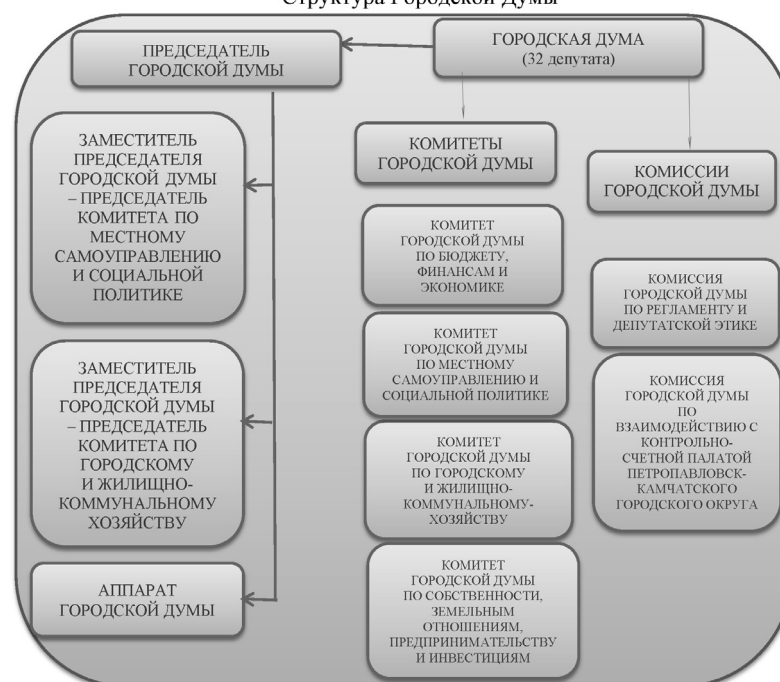 Структура Городской Думы
ПРЕДСЕДАТЕЛЬ
ГОРОДСКОЙ ДУМЫ
ГОРОДСКАЯ ДУМА
(32 депутата)
ЗАМЕСТИТЕЛЬ
ПРЕДСЕДАТЕЛЯ
ГОРОДСКОЙ ДУМЫ
– ПРЕДСЕДАТЕЛЬ
КОМИТЕТА ПО
МЕСТНОМУ
САМОУПРАВЛЕНИЮ
И СОЦИАЛЬНОЙ
ПОЛИТИКЕ
ЗАМЕСТИТЕЛЬ
ПРЕДСЕДАТЕЛЯ
ГОРОДСКОЙ ДУМЫ
– ПРЕДСЕДАТЕЛЬ
КОМИТЕТА ПО
ГОРОДСКОМУ
И ЖИЛИЩНО-
КОММУНАЛЬНОМУ
ХОЗЯЙСТВУ
АППАРАТ
ГОРОДСКОЙ ДУМЫ
КОМИТЕТЫ
ГОРОДСКОЙ ДУМЫ
КОМИТЕТ
ГОРОДСКОЙ ДУМЫ
ПО БЮДЖЕТУ,
ФИНАНСАМ И
ЭКОНОМИКЕ
КОМИТЕТ
ГОРОДСКОЙ ДУМЫ
ПО МЕСТНОМУ
САМОУПРАВЛЕНИЮ И
СОЦИАЛЬНОЙ ПОЛИТИКЕ
КОМИТЕТ
ГОРОДСКОЙ ДУМЫ
ПО ГОРОДСКОМУ
И ЖИЛИЩНО-
КОММУНАЛЬНОМУ-
ХОЗЯЙСТВУ
КОМИТЕТ
ГОРОДСКОЙ ДУМЫ
ПО СОБСТВЕННОСТИ,
ЗЕМЕЛЬНЫМ
ОТНОШЕНИЯМ,
ПРЕДПРИНИМАТЕЛЬСТВУ
И ИНВЕСТИЦИЯМ
КОМИССИИ
ГОРОДСКОЙ ДУМЫ
КОМИССИЯ
ГОРОДСКОЙ ДУМЫ
ПО РЕГЛАМЕНТУ И
ДЕПУТАТСКОЙ ЭТИКЕ
КОМИССИЯ
ГОРОДСКОЙ ДУМЫ
ПО
ВЗАИМОДЕЙСТВИЮ С
КОНТРОЛЬНО-
СЧЕТНОЙ ПАЛАТОЙ
ПЕТРОПАВЛОВСК-
КАМЧАТСКОГО
ГОРОДСКОГО ОКРУГА